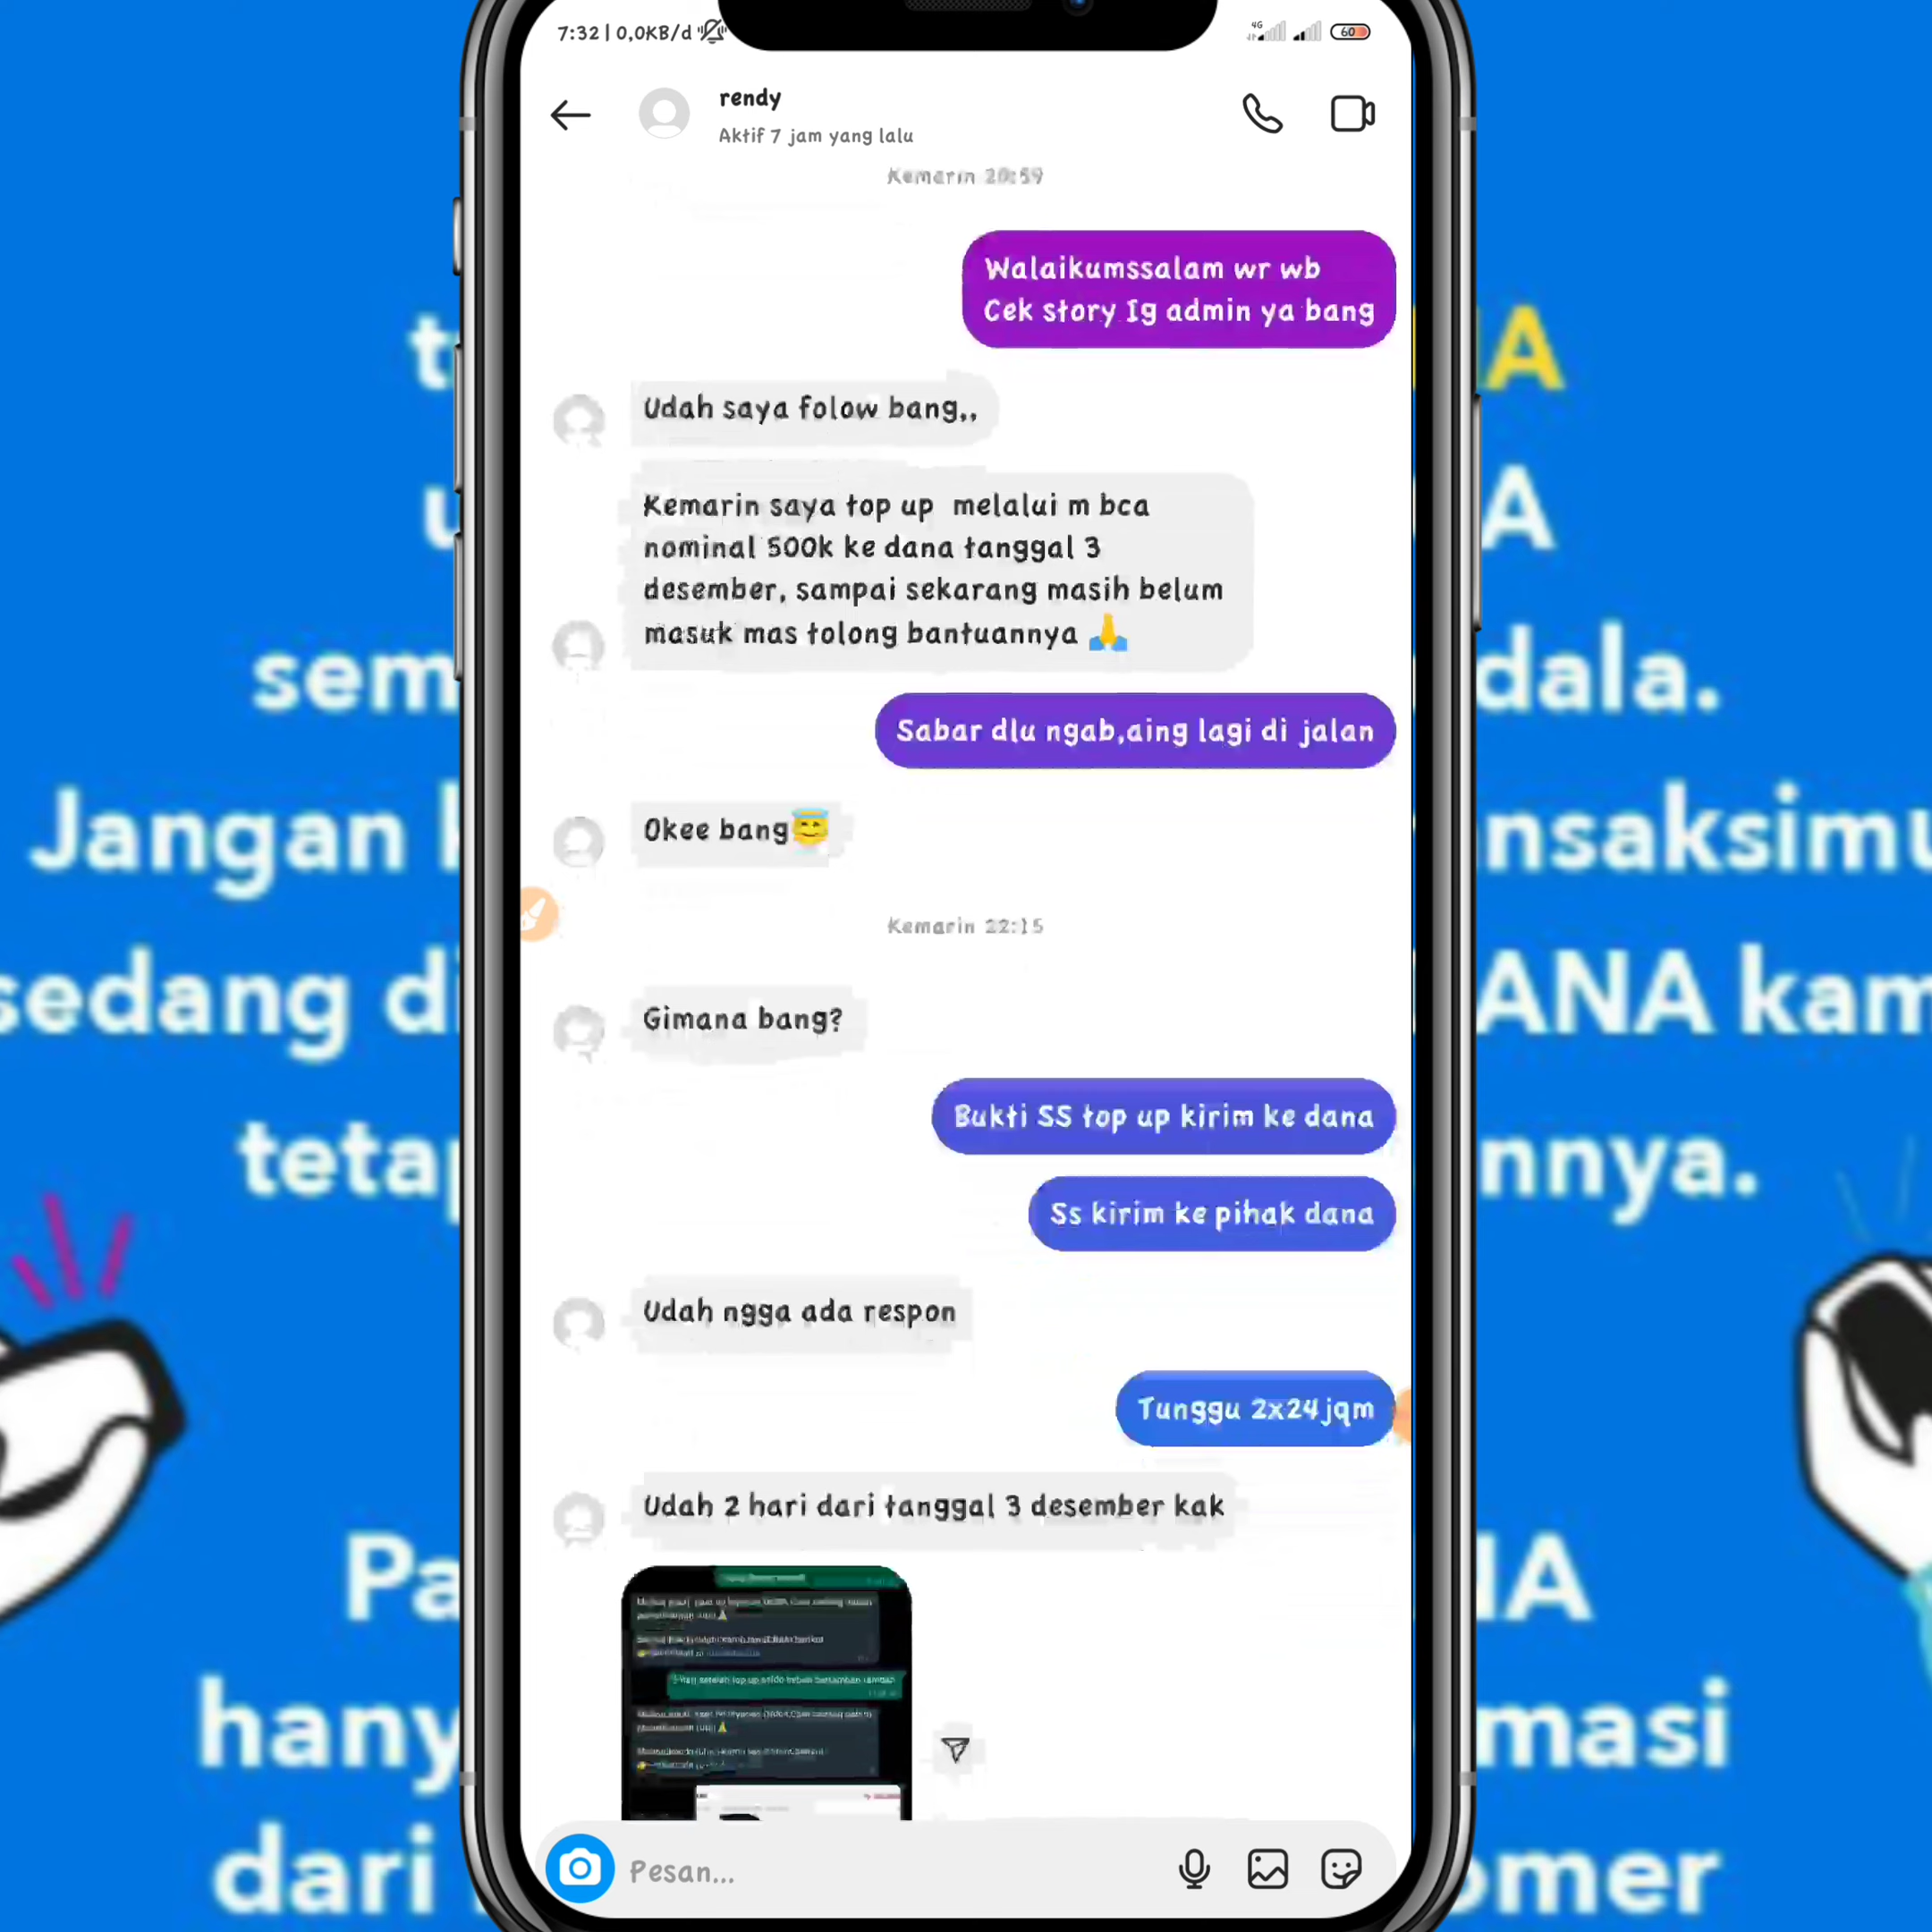 7:32 | 0,0KB/d
4G
60
rendy
Aktif 7 jam yang lalu
Kemarin 20:59
Walaikumssalam wr wb
Cek story Ig admin ya bang
Udah saya folow bang,,
Kemarin saya top up melalui m bca
nominal 500k ke dana tanggal 3
desember, sampai sekarang masih belum
masuk mas tolong bantuannya 🙏
Sabar dlu ngab,aing lagi di jalan
Okee bang😇
Kemarin 22:15
Gimana bang?
Bukti SS top up kirim ke dana
Ss kirim ke pihak dana
Udah ngga ada respon
Tunggu 2x24jqm
Udah 2 hari dari tanggal 3 desember kak
Pesan...
sem
dala.
Jangan
nsaksimu
sedang di
ANA kam
teta
nnya.
Pa
hany
masi
dari
omer